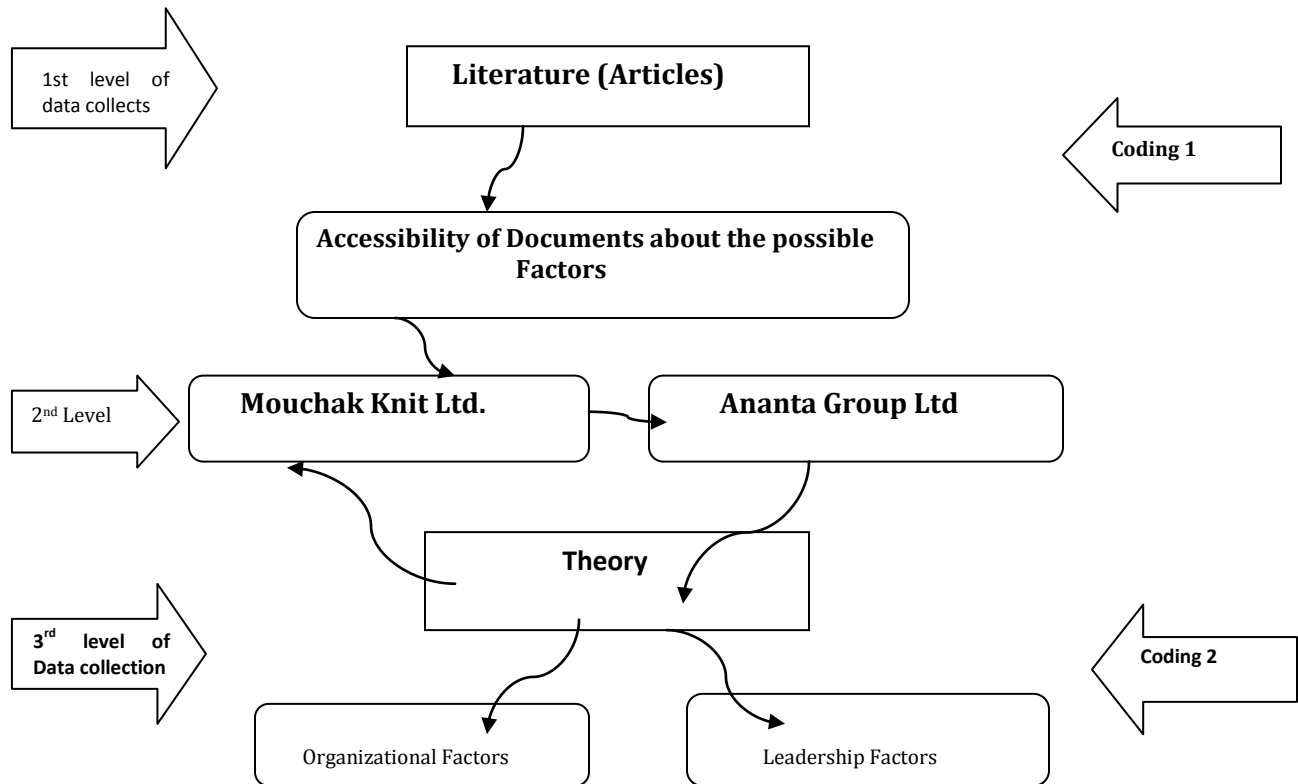 Literature (Articles)
1st level of
data collects
Coding 1
Accessibility of Documents about the possible
Factors
Mouchak Knit Ltd.
Ananta Group Ltd
2nd Level
Theory
3rd level of
Data collection
Coding 2
Organizational Factors
Leadership Factors